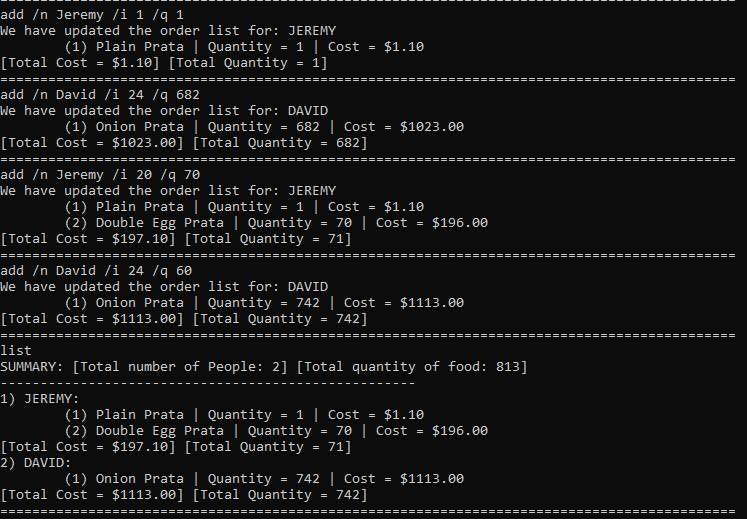 add /n Jeremy /i 1 /q 1
We have updated the order list for: JEREMY
(1) Plain Prata | Quantity = 1 | Cost = $1.10
[Total Cost = $1.10] [Total Quantity = 1]
===========================================================================================
add /n David /i 24 /q 682
We have updated the order list for: DAVID
(1) Onion Prata | Quantity = 682 | Cost = $1023.00
[Total Cost = $1023.00] [Total Quantity = 682]
===========================================================================================
add /n Jeremy /i 20 /q 70
We have updated the order list for: JEREMY
(1) Plain Prata | Quantity = 1 | Cost = $1.10
(2) Double Egg Prata | Quantity = 70 | Cost = $196.00
[Total Cost = $197.10] [Total Quantity = 71]
===========================================================================================
add /n David /i 24 /q 60
We have updated the order list for: DAVID
(1) Onion Prata | Quantity = 742 | Cost = $1113.00
[Total Cost = $1113.00] [Total Quantity = 742]
===========================================================================================
list
SUMMARY: [Total number of People: 2] [Total quantity of food: 813]
----------------------------------------------------
1) JEREMY:
(1) Plain Prata | Quantity = 1 | Cost = $1.10
(2) Double Egg Prata | Quantity = 70 | Cost = $196.00
[Total Cost = $197.10] [Total Quantity = 71]
2) DAVID:
(1) Onion Prata | Quantity = 742 | Cost = $1113.00
[Total Cost = $1113.00] [Total Quantity = 742]
===========================================================================================